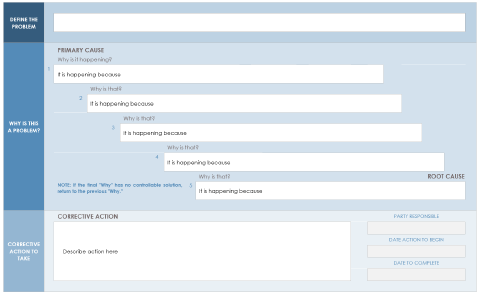 DEFINE THE
PROBLEM
PRIMARY CAUSE
Why is it happening?
1
It is happening because
Why is that?
2
It is happening because
WHY IS THIS
A PROBLEM?
Why is that?
3
It is happening because
Why is that?
4
It is happening because
Why is that?
ROOT CAUSE
NOTE: If the final "Why" has no controllable solution,
return to the previous "Why."
5
It is happening because
CORRECTIVE
ACTION TO
TAKE
CORRECTIVE ACTION
Describe action here
PARTY RESPONSIBLE
DATE ACTION TO BEGIN
DATE TO COMPLETE